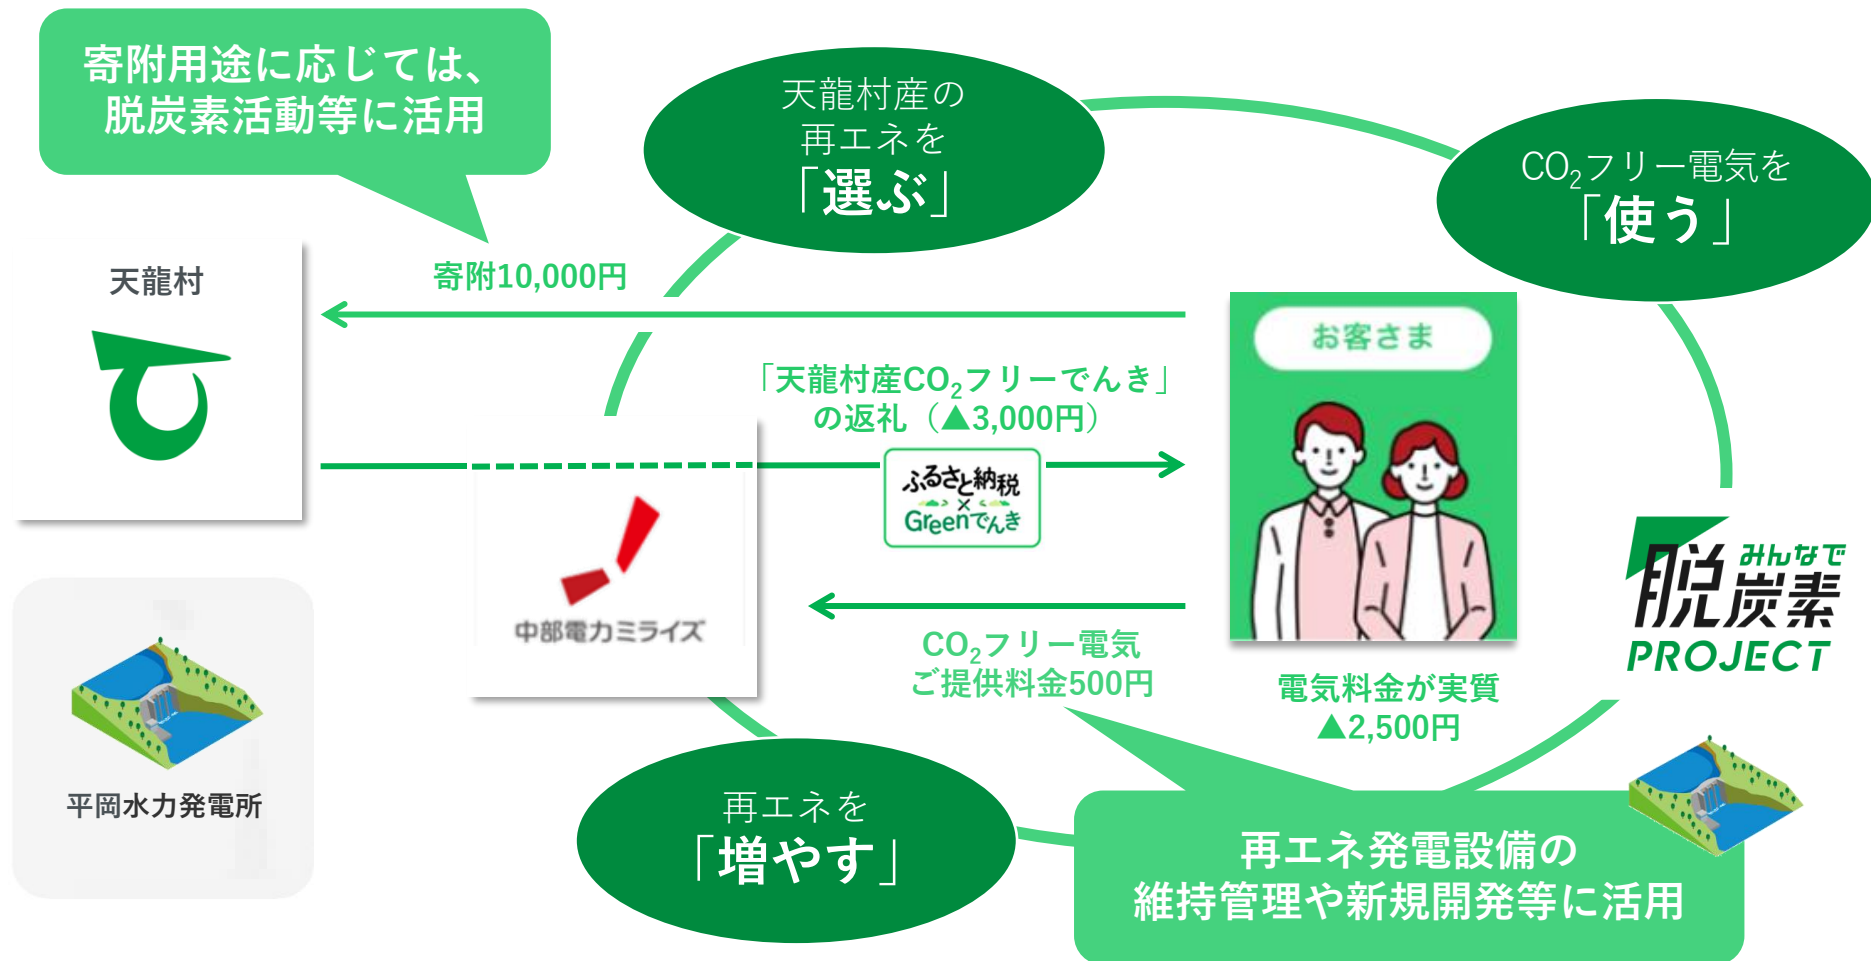 寄附用途に応じては、
脱炭素活動等に活用
天龍村産の
再エネを
「選ぶ」
CO₂フリー電気を
「使う」
天龍村
寄附10,000円
お客さま
「天龍村産CO₂フリーでんき」
の返礼（▲3,000円）
ふるさと納税
×
Greenでんき
中部電力ミライズ
CO₂フリー電気
ご提供料金500円
電気料金が実質
▲2,500円
みんなで
脱炭素
PROJECT
平岡水力発電所
再エネを
「増やす」
再エネ発電設備の
維持管理や新規開発等に活用